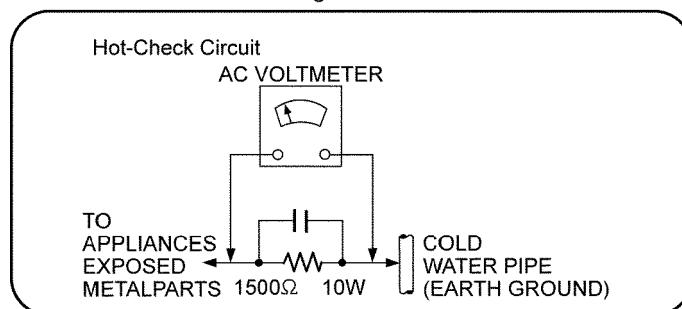 Hot-Check Circuit
AC VOLTMETER
TO
APPLIANCES
EXPOSED
METALPARTS
1500Ω 10W
COLD
WATER PIPE
(EARTH GROUND)